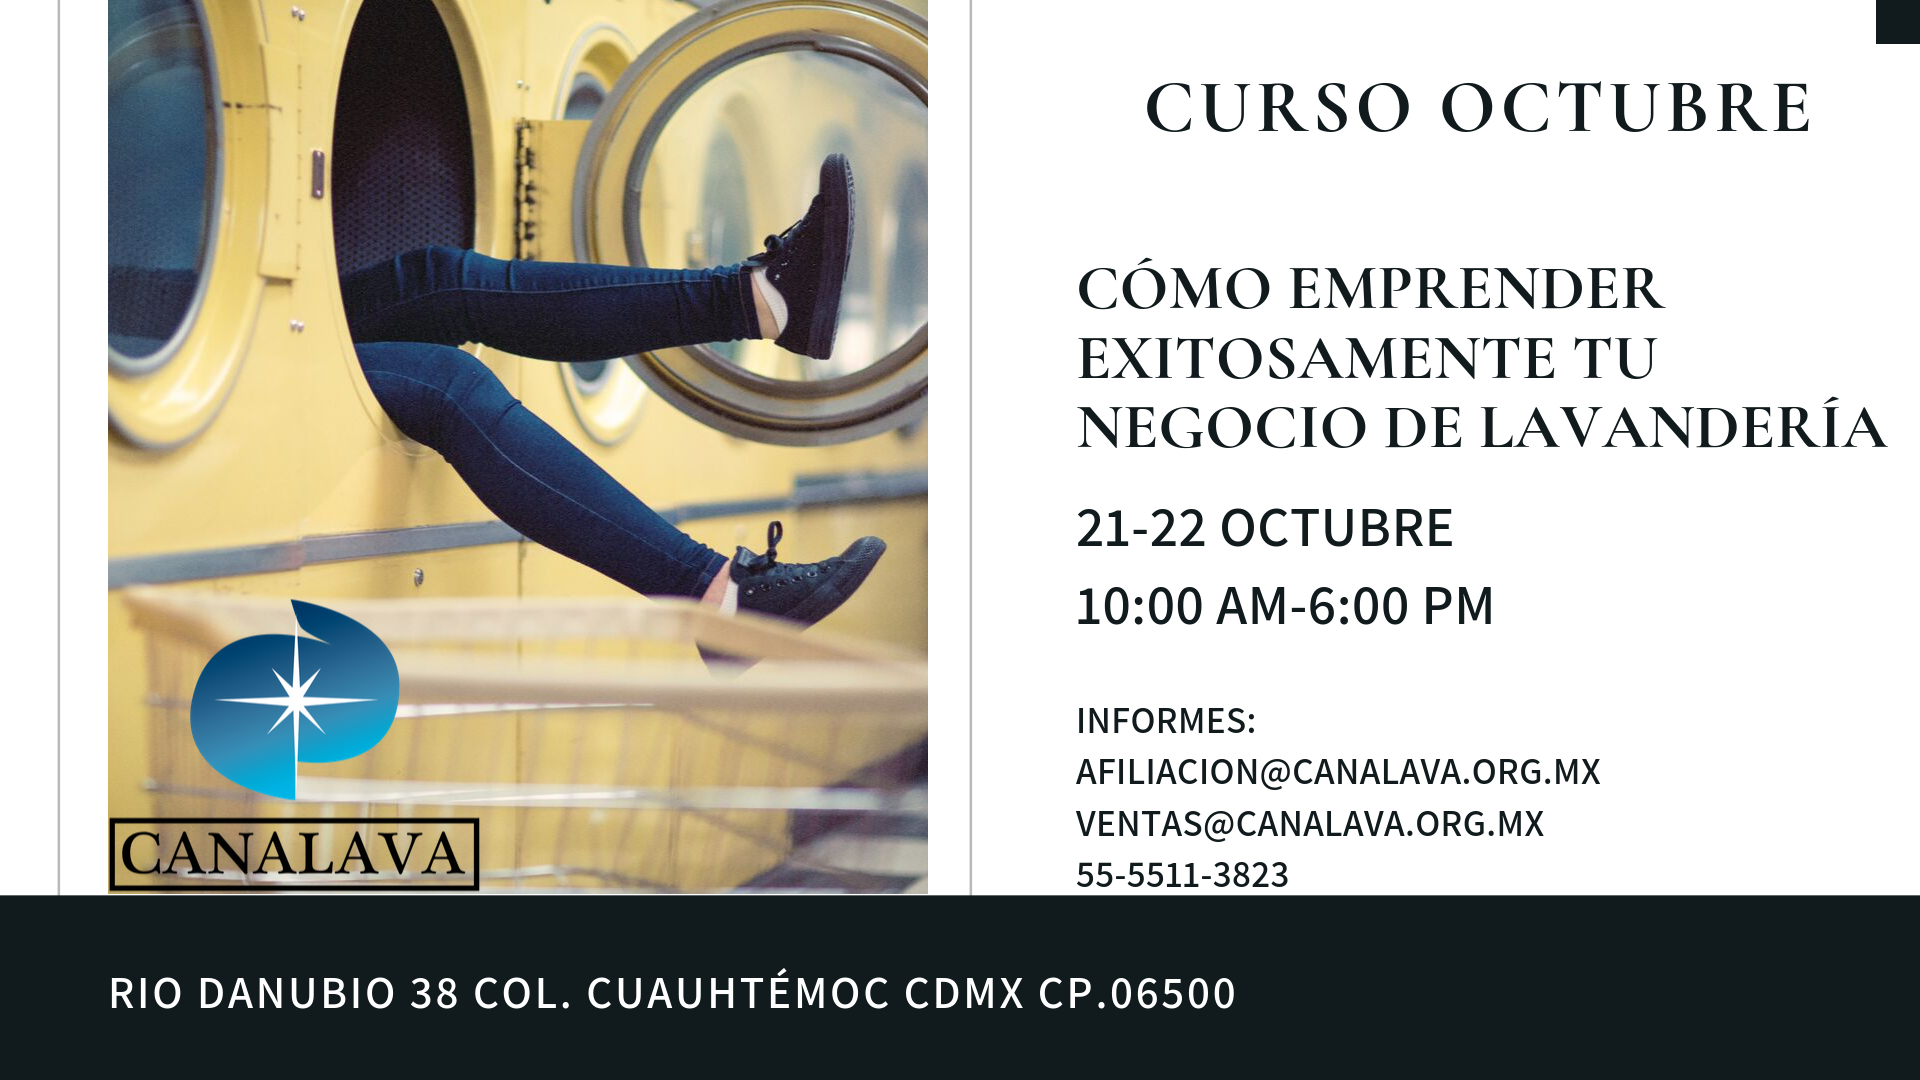 CURSO OCTUBRE
CÓMO EMPRENDER
EXITOSAMENTE TU
NEGOCIO DE LAVANDERÍA
21-22 OCTUBRE
10:00 AM-6:00 PM
INFORMES:
AFILIACION@CANALAVA.ORG.MX
VENTAS@CANALAVA.ORG.MX
55-5511-3823
CANALAVA
RIO DANUBIO 38 COL. CUAUHTÉMOC CDMX CP.06500